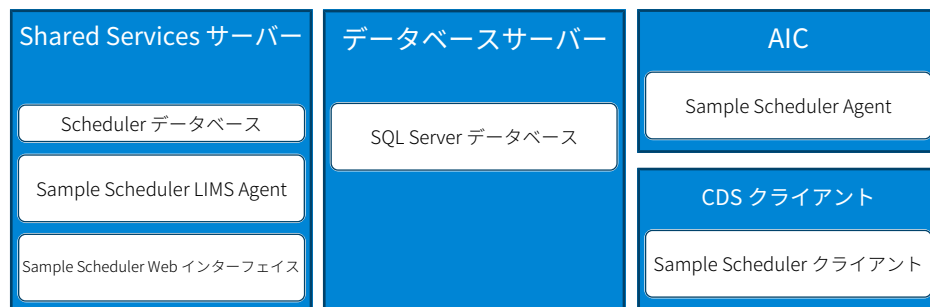 Shared Services サーバー
Scheduler データベース
Sample Scheduler LIMS Agent
Sample Scheduler Web インターフェイス
データベースサーバー
SQL Server データベース
AIC
Sample Scheduler Agent
CDS クライアント
Sample Scheduler クライアント